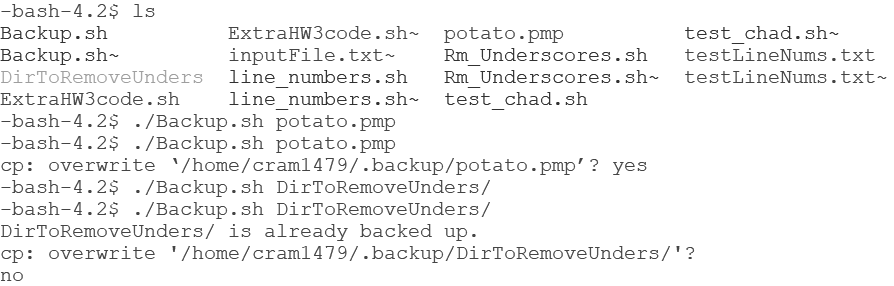 -bash-4.2$ ls
Backup.sh ExtraHW3code.sh~ potato.pmp test_chad.sh~
Backup.sh~ inputFile.txt~ Rm_Underscores.sh testLineNums.txt
DirToRemoveUnders line_numbers.sh Rm_Underscores.sh~ testLineNums.txt~
ExtraHW3code.sh line_numbers.sh~ test_chad.sh
-bash-4.2$ ./Backup.sh potato.pmp
-bash-4.2$ ./Backup.sh potato.pmp
cp: overwrite ‘/home/cram1479/.backup/potato.pmp’? yes
-bash-4.2$ ./Backup.sh DirToRemoveUnders/
-bash-4.2$ ./Backup.sh DirToRemoveUnders/
DirToRemoveUnders/ is already backed up.
cp: overwrite '/home/cram1479/.backup/DirToRemoveUnders/'?
no